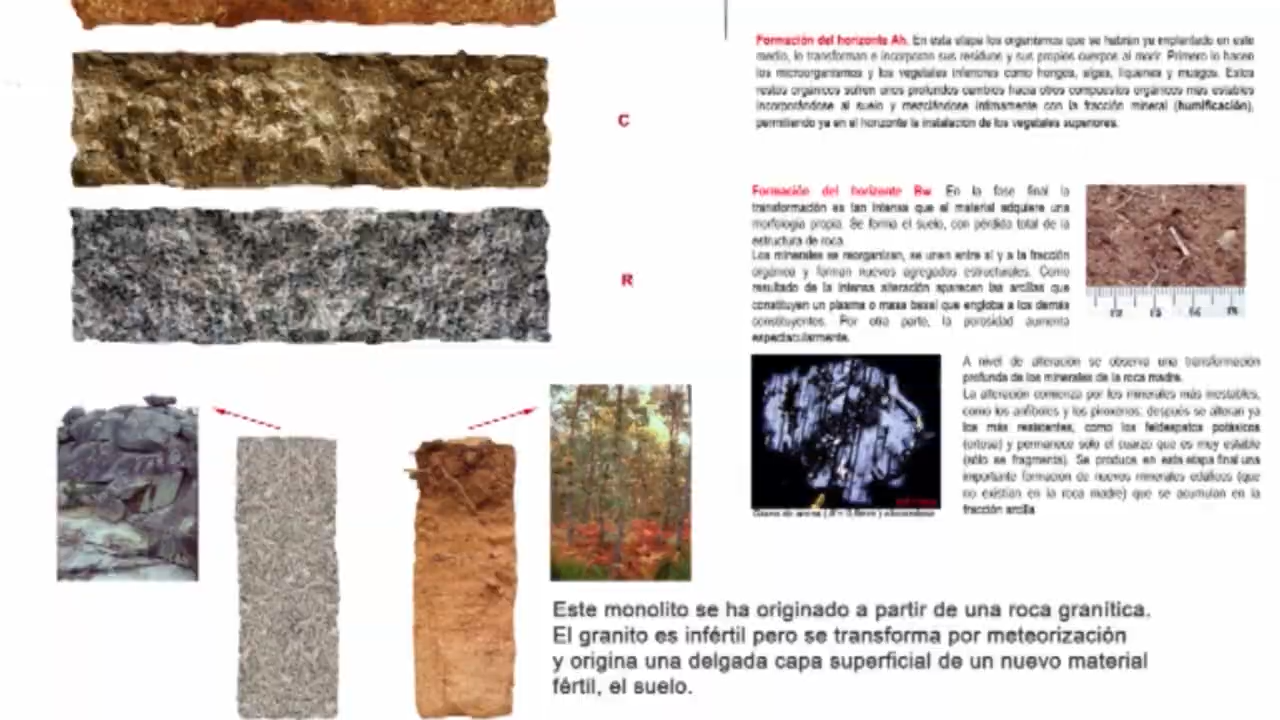 C
R
Formación del horizonte Ah. En esta etapa los organismos que se habían ya implantado en este
medio, lo transforman e incorporan sus residuos y sus propios cuerpos al morir. Primero lo hacen
los microorganismos y los vegetales inferiores como hongos, algas, líquenes y musgos. Estos
restos orgánicos sufren unos profundos cambios hacia otros compuestos orgánicos más estables
incorporándose al suelo y mezclándose íntimamente con la fracción mineral (humificación),
permitiendo ya en el horizonte la instalación de los vegetales superiores.
Formación del horizonte Bw. En la fase final la
transformación es tan intensa que el material adquiere una
morfología propia. Se forma el suelo, con pérdida total de la
estructura de roca.
Los minerales se reorganizan, se unen entre sí y a la fracción
orgánica y forman nuevos agregados estructurales. Como
resultado de la intensa alteración aparecen las arcillas que
constituyen un plasma o masa basal que engloba a los demás
constituyentes. Por otra parte, la porosidad aumenta
espectacularmente.
A nivel de alteración se observa una transformación
profunda de los minerales de la roca madre.
La alteración comienza por los minerales más inestables,
como los anfíboles y los piroxenos; después se alteran ya
los más resistentes, como los feldespatos potásicos
(ortosa) y permanece sólo el cuarzo que es muy estable
(sólo se fragmenta). Se produce en esta etapa final una
importante formación de nuevos minerales edáficos (que
no existían en la roca madre) que se acumulan en la
fracción arcilla
Este monolito se ha originado a partir de una roca granítica.
El granito es infértil pero se transforma por meteorización
y origina una delgada capa superficial de un nuevo material
fértil, el suelo.